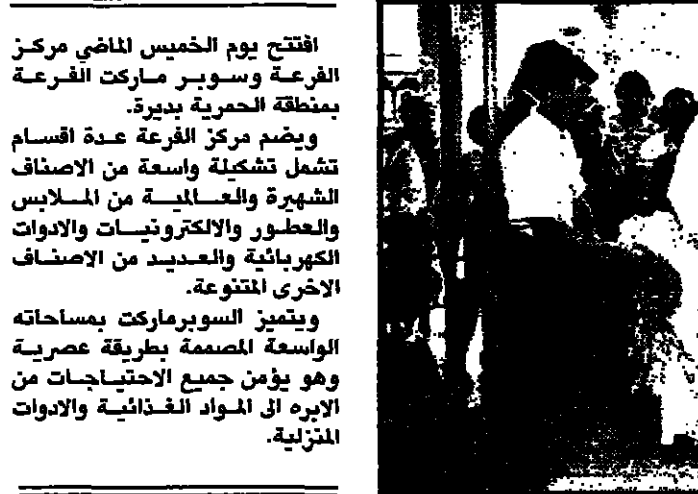 افتتح يوم الخميس الماضي مركز
الفرعة وسوبر ماركت الفرعة
بمنطقة الحمرية بديرة.
ويضم مركز الفرعة عدة اقسام
تشمل تشكيلة واسعة من الاصناف
الشهيرة والعالمية من الملابس
والعطور والالكترونيات والادوات
الكهربائية والعديد من الاصناف
الاخرى المتنوعة.
ويتميز السوبرماركت بمساحاته
الواسعة المصممة بطريقة عصرية
وهو يؤمن جميع الاحتياجات من
الابره الى المواد الغذائية والادوات
المنزلية.